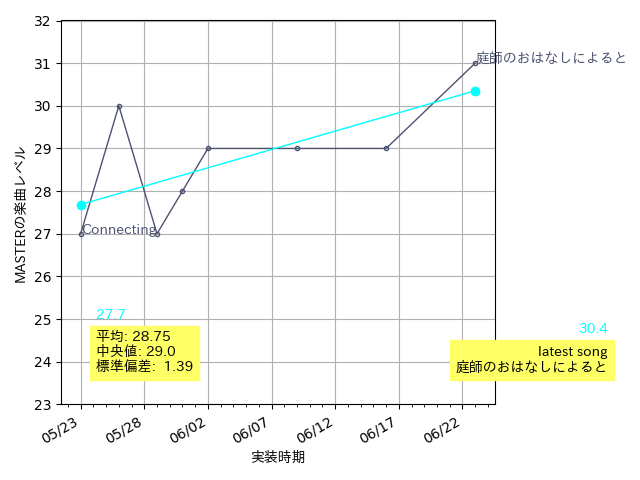 32
31
30
29
28
27
26
25
24
23
MASTERの楽曲レベル
庭師のおはなしによると
Connecting
27.7
平均: 28.75
中央値: 29.0
標準偏差: 1.39
30.4
latest song
庭師のおはなしによると
05/23
05/28
06/02
06/07
06/12
06/17
06/22
実装時期